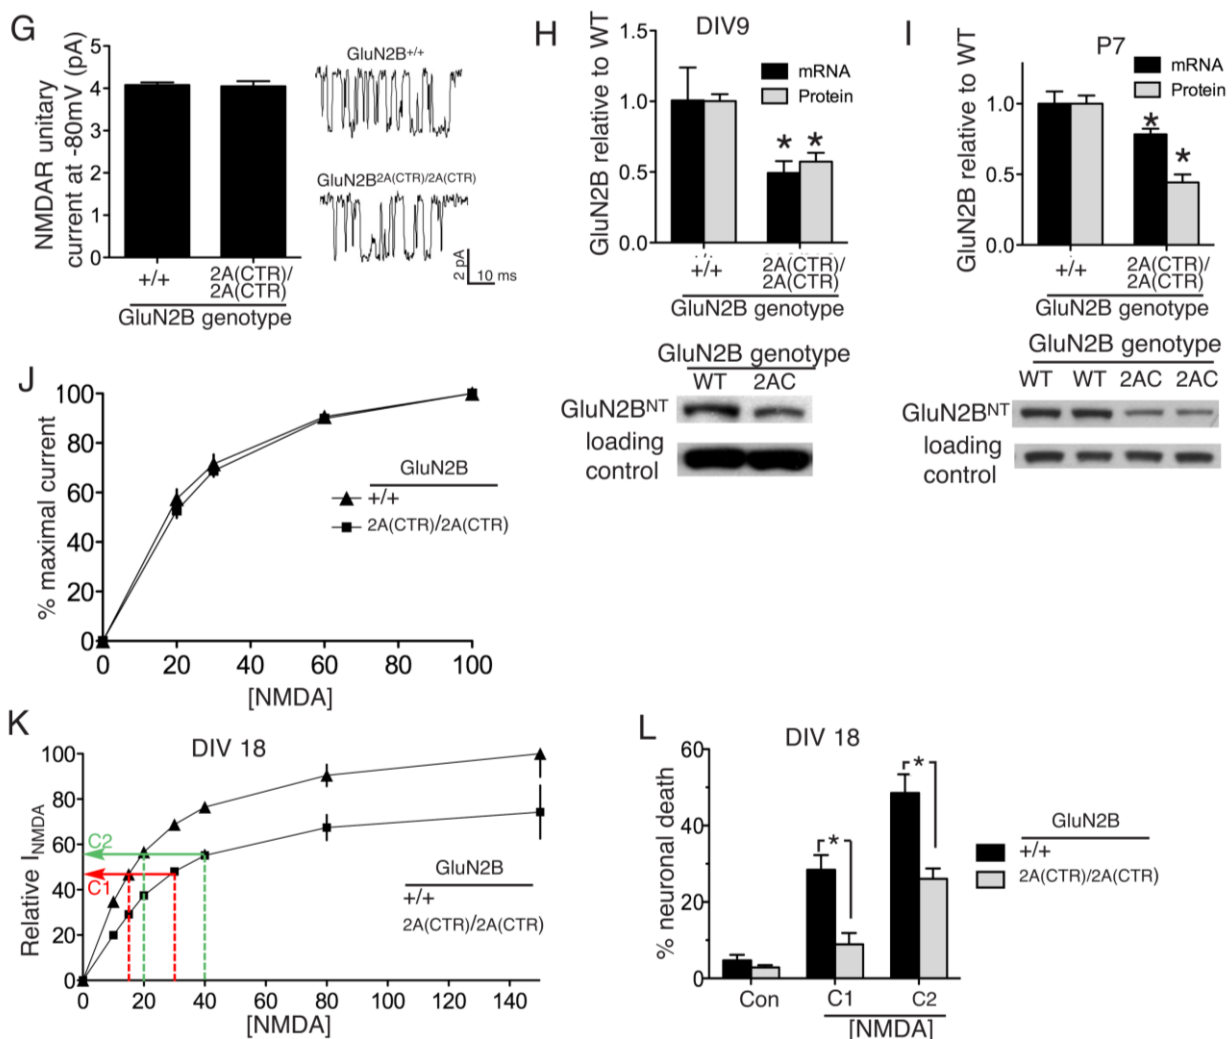 G
NMDAR unitary
current at -80mV (pA)
5
4
3
2
1
0
+/+
2A(CTR)/
2A(CTR)
GluN2B genotype
GluN2B+/+
GluN2B2A(CTR)/2A(CTR)
2 pA
10 ms
H
DIV9
GluN2B relative to WT
1.5
1.0
0.5
0.0
mRNA
Protein
* *
+/+
2A(CTR)/
2A(CTR)
GluN2B genotype
GluN2B genotype
WT 2AC
GluN2BNT
loading
control
I
P7
GluN2B relative to WT
1.0
0.5
0.0
mRNA
Protein
*
*
+/+
2A(CTR)/
2A(CTR)
GluN2B genotype
GluN2B genotype
WT WT 2AC 2AC
GluN2BNT
loading
control
J
% maximal current
100
80
60
40
20
0
0 20 40 60 80 100
[NMDA]
GluN2B
+/+
2A(CTR)/2A(CTR)
K
DIV 18
Relative INMDA
100
80
60
40
20
0
C2
C1
0 20 40 60 80 100 120 140
[NMDA]
GluN2B
+/+
2A(CTR)/2A(CTR)
L
DIV 18
% neuronal death
60
40
20
0
*
*
Con C1 C2
[NMDA]
GluN2B
+/+
2A(CTR)/2A(CTR)